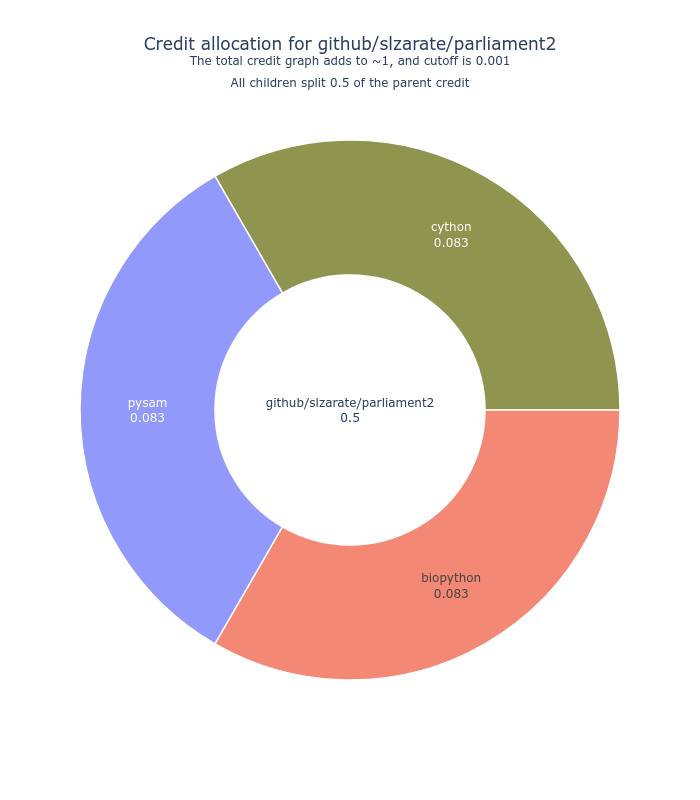 Credit allocation for github/slzarate/parliament2
The total credit graph adds to ~1, and cutoff is 0.001
All children split 0.5 of the parent credit
cython
0.083
pysam
0.083
github/slzarate/parliament2
0.5
biopython
0.083